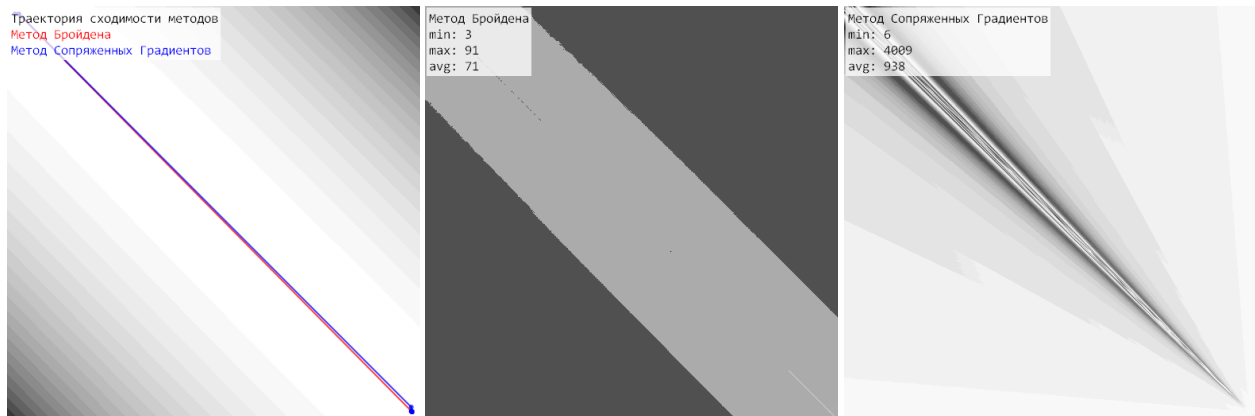 Траектория сходимости методов
Метод Бройдена
Метод Сопряженных Градиентов
Метод Бройдена
min: 3
max: 91
avg: 71
Метод Сопряженных Градиентов
min: 6
max: 4009
avg: 938